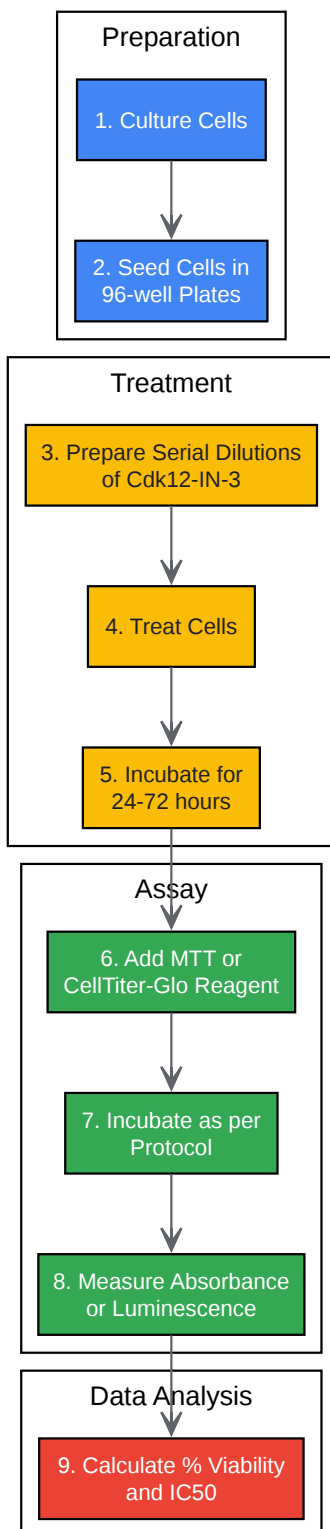 Preparation
1. Culture Cells
2. Seed Cells in
96-well Plates
Treatment
3. Prepare Serial Dilutions
of Cdk12-IN-3
4. Treat Cells
5. Incubate for
24-72 hours
Assay
6. Add MTT or
CellTiter-Glo Reagent
7. Incubate as per
Protocol
8. Measure Absorbance
or Luminescence
Data Analysis
9. Calculate % Viability
and IC50